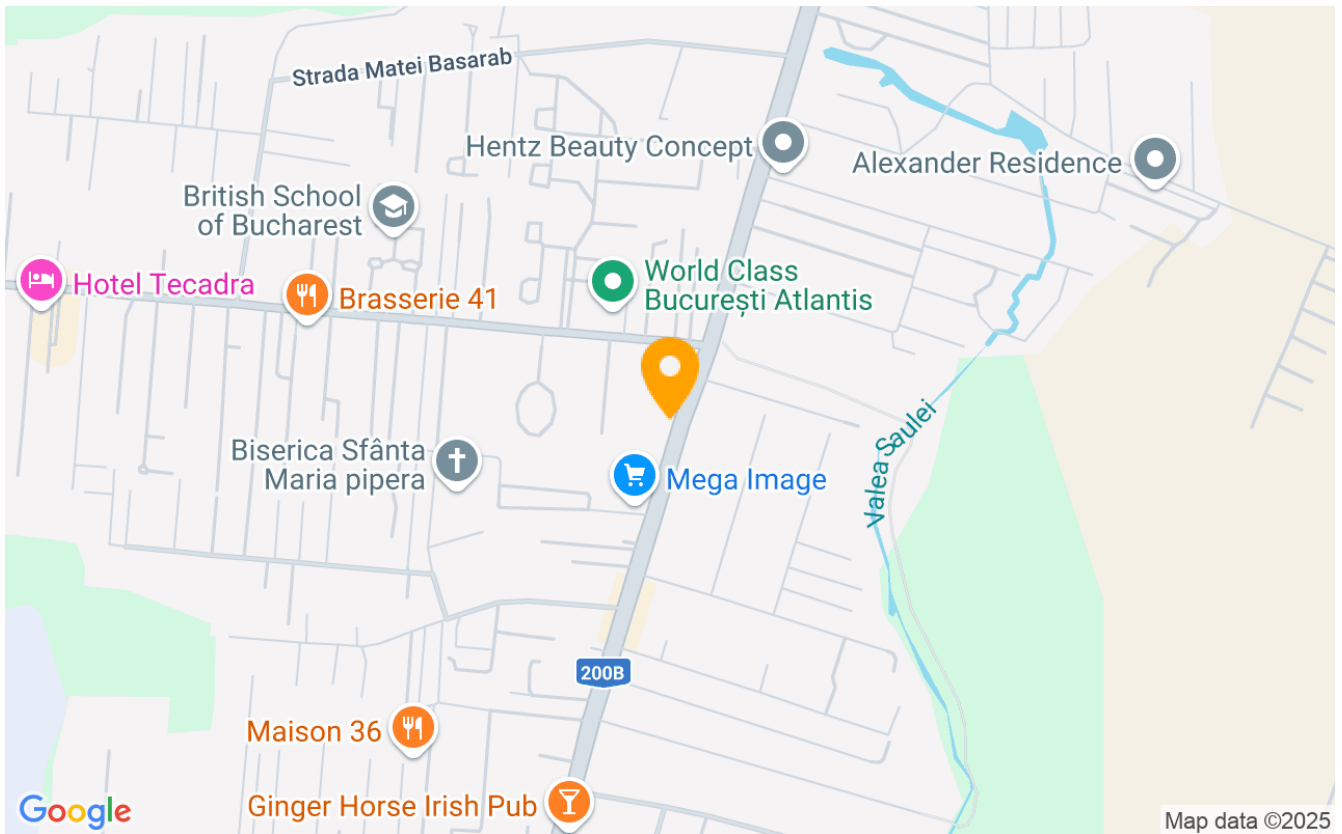 Strada Matei Basarab
Hentz Beauty Concept
Alexander Residence
British School
of Bucharest
Hotel Tecadra
World Class
București Atlantis
Brasserie 41
Valea Saulei
Biserica Sfânta
Maria pipera
Mega Image
200B
Maison 36
Ginger Horse Irish Pub
Google
Map data ©2025